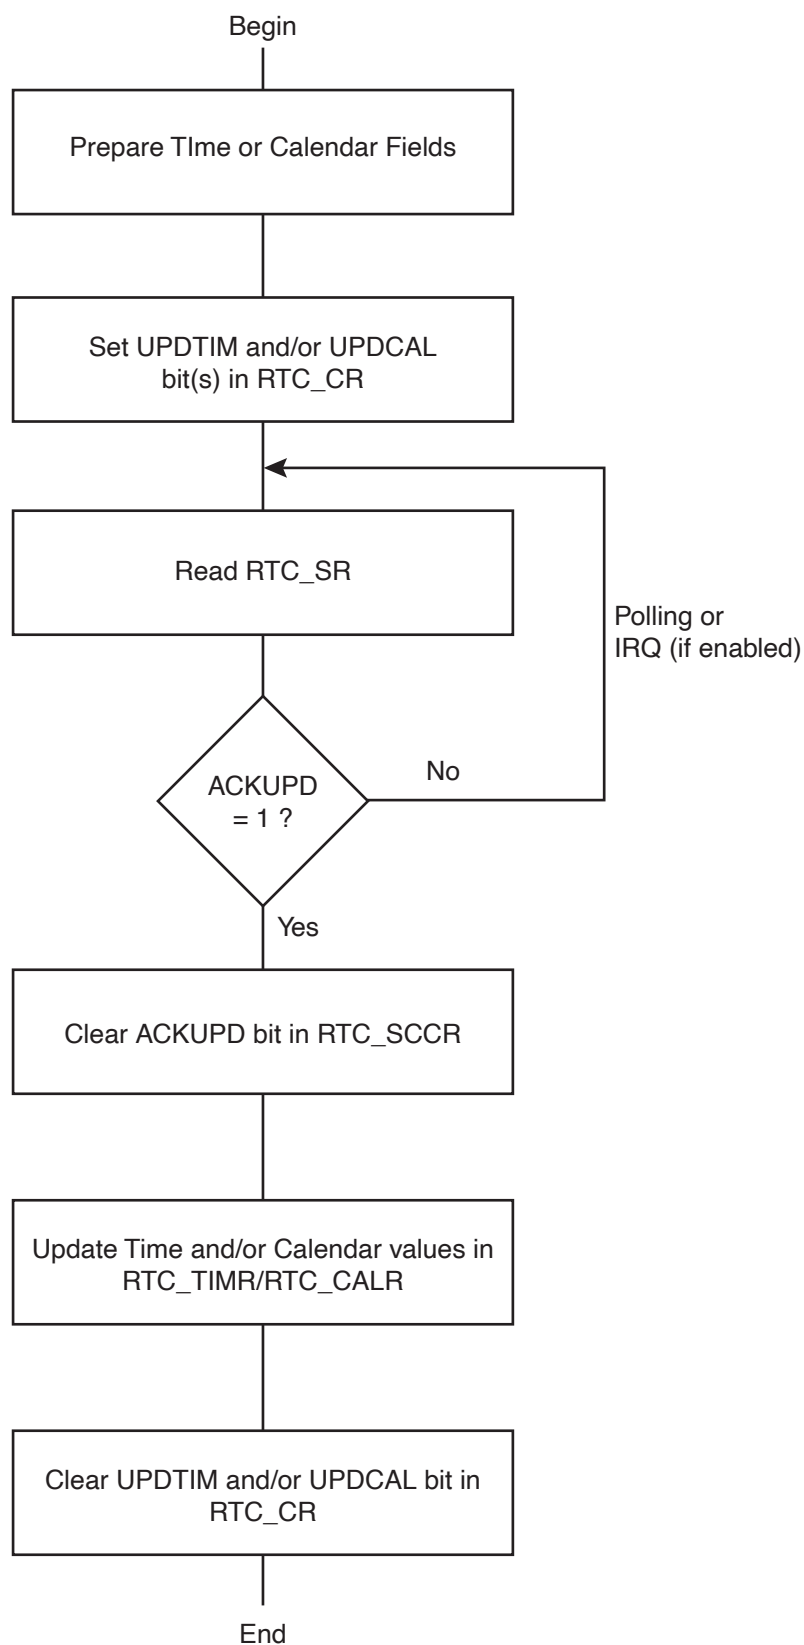 Begin
Prepare TIme or Calendar Fields
Set UPDTIM and/or UPDCAL
bit(s) in RTC_CR
Read RTC_SR
Polling or
IRQ (if enabled)
ACKUPD
= 1 ?
No
Yes
Clear ACKUPD bit in RTC_SCCR
Update Time and/or Calendar values in
RTC_TIMR/RTC_CALR
Clear UPDTIM and/or UPDCAL bit in
RTC_CR
End